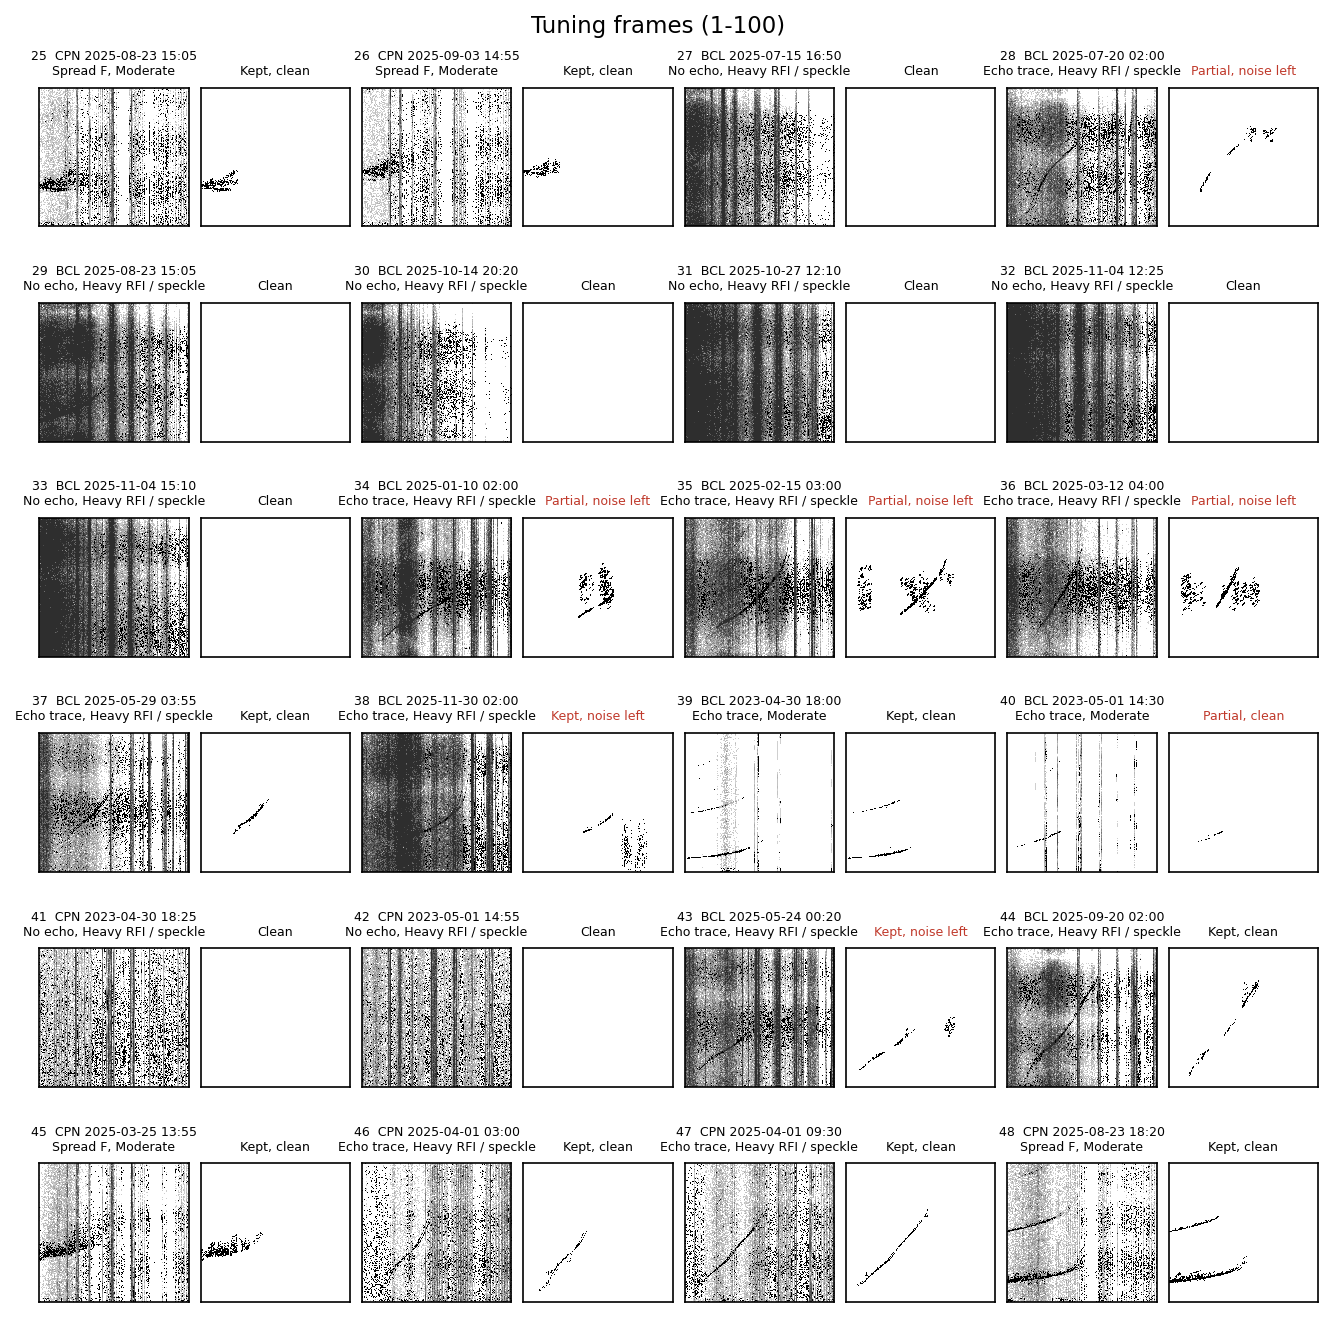 Tuning frames (1-100)
25  CPN 2025-08-23 15:05
Spread F, Moderate
Kept, clean
26  CPN 2025-09-03 14:55
Spread F, Moderate
Kept, clean
27  BCL 2025-07-15 16:50
No echo, Heavy RFI / speckle
Clean
28  BCL 2025-07-20 02:00
Echo trace, Heavy RFI / speckle
Partial, noise left
29  BCL 2025-08-23 15:05
No echo, Heavy RFI / speckle
Clean
30  BCL 2025-10-14 20:20
No echo, Heavy RFI / speckle
Clean
31  BCL 2025-10-27 12:10
No echo, Heavy RFI / speckle
Clean
32  BCL 2025-11-04 12:25
No echo, Heavy RFI / speckle
Clean
33  BCL 2025-11-04 15:10
No echo, Heavy RFI / speckle
Clean
34  BCL 2025-01-10 02:00
Echo trace, Heavy RFI / speckle
Partial, noise left
35  BCL 2025-02-15 03:00
Echo trace, Heavy RFI / speckle
Partial, noise left
36  BCL 2025-03-12 04:00
Echo trace, Heavy RFI / speckle
Partial, noise left
37  BCL 2025-05-29 03:55
Echo trace, Heavy RFI / speckle
Kept, clean
38  BCL 2025-11-30 02:00
Echo trace, Heavy RFI / speckle
Kept, noise left
39  BCL 2023-04-30 18:00
Echo trace, Moderate
Kept, clean
40  BCL 2023-05-01 14:30
Echo trace, Moderate
Partial, clean
41  CPN 2023-04-30 18:25
No echo, Heavy RFI / speckle
Clean
42  CPN 2023-05-01 14:55
No echo, Heavy RFI / speckle
Clean
43  BCL 2025-05-24 00:20
Echo trace, Heavy RFI / speckle
Kept, noise left
44  BCL 2025-09-20 02:00
Echo trace, Heavy RFI / speckle
Kept, clean
45  CPN 2025-03-25 13:55
Spread F, Moderate
Kept, clean
46  CPN 2025-04-01 03:00
Echo trace, Heavy RFI / speckle
Kept, clean
47  CPN 2025-04-01 09:30
Echo trace, Heavy RFI / speckle
Kept, clean
48  CPN 2025-08-23 18:20
Spread F, Moderate
Kept, clean